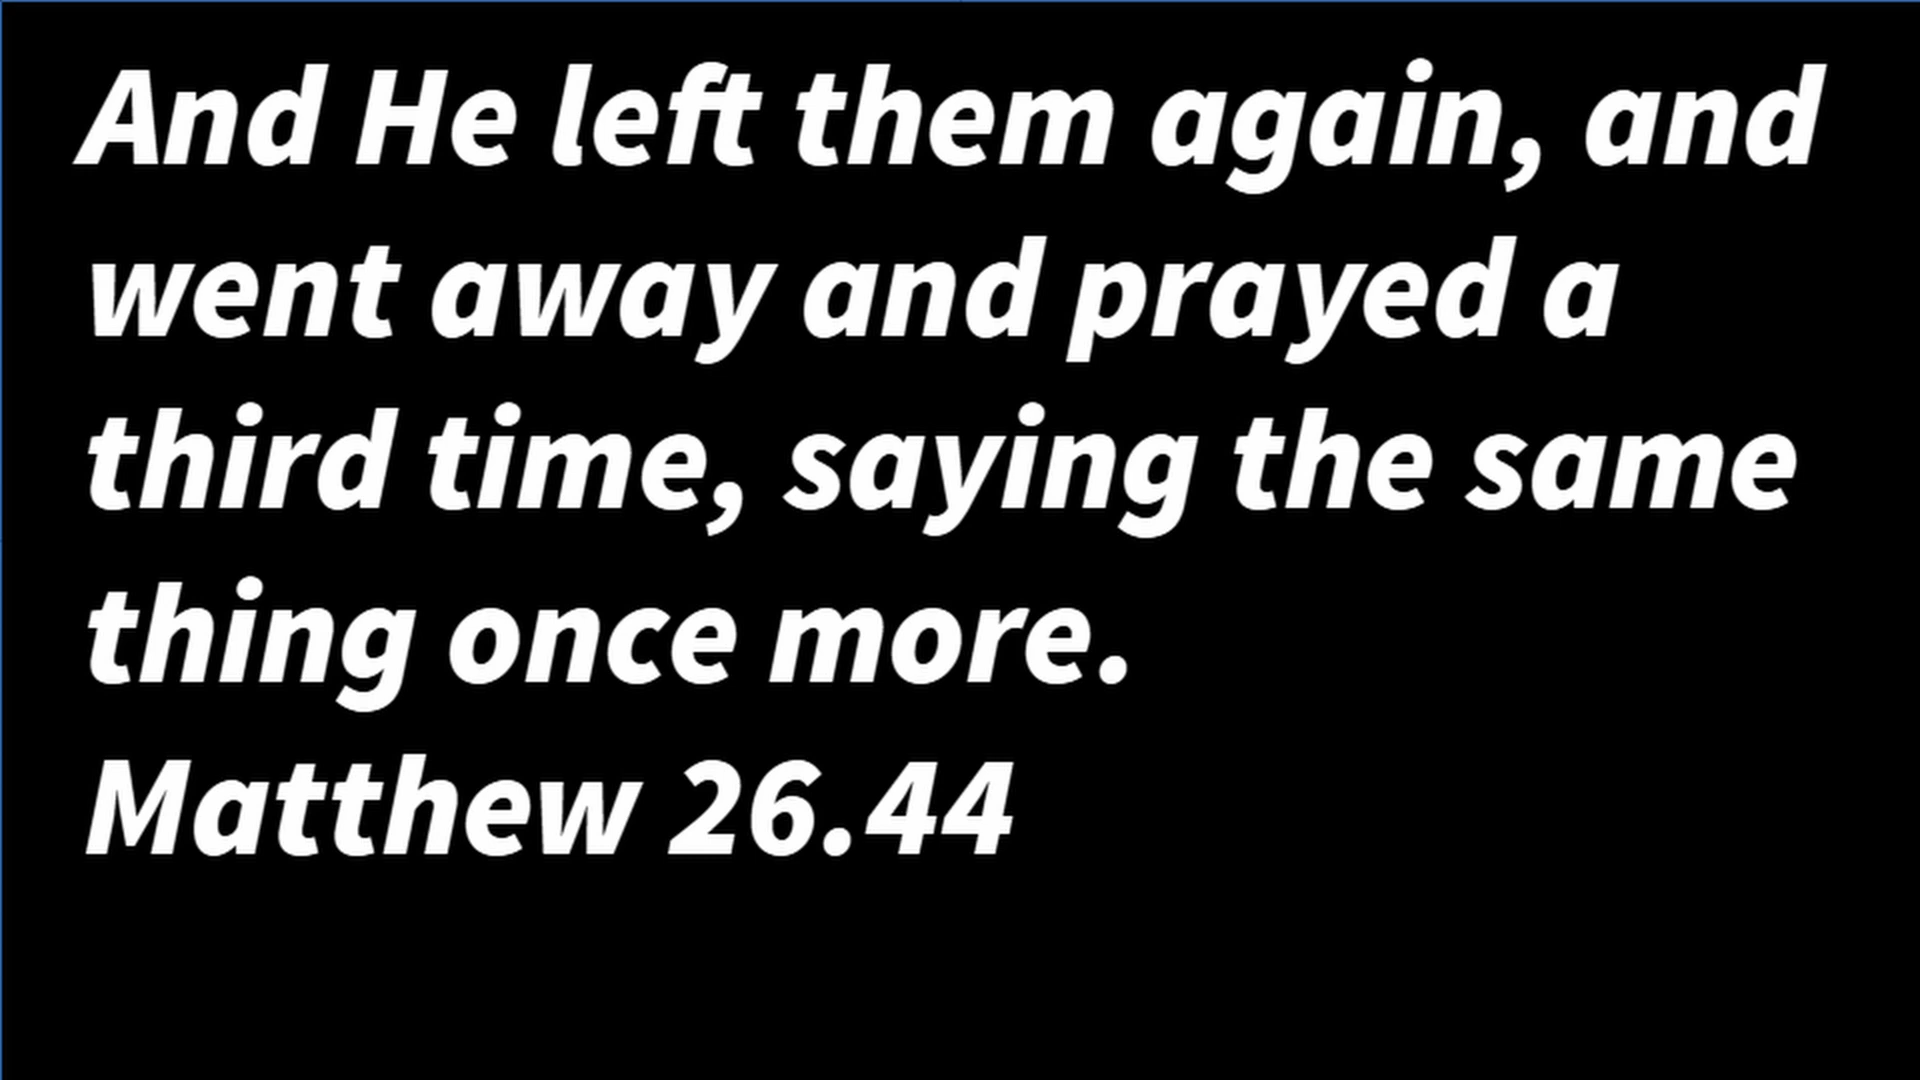 And He left them again, and
went away and prayed a
third time, saying the same
thing once more.
Matthew 26.44